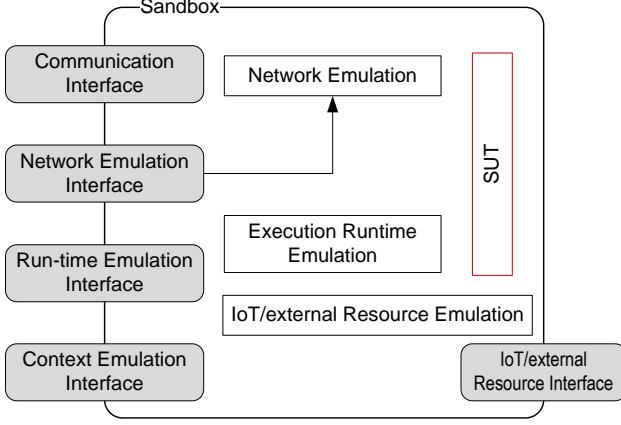 Sandbox
Communication
Interface
Network Emulation
Network Emulation
Interface
SUT
Execution Runtime
Emulation
Run-time Emulation
Interface
IoT/external Resource Emulation
Context Emulation
Interface
IoT/external
Resource Interface